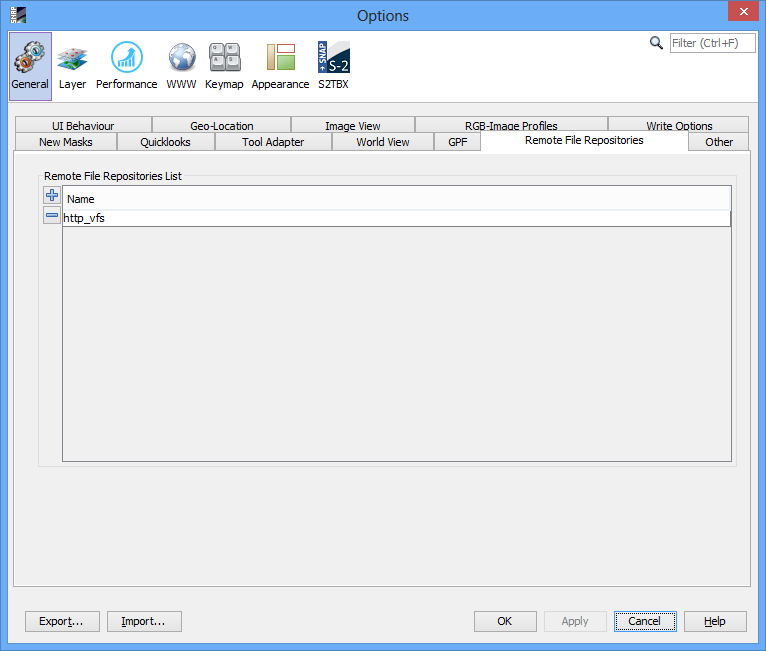 Options
Filter (Ctrl+F)
General Layer Performance WWW Keymap Appearance S2TBX
UI Behaviour Geo-Location Image View RGB-Image Profiles Write Options
New Masks Quicklooks Tool Adapter World View GPF Remote File Repositories Other
Remote File Repositories List
Name
http_vfs
Export... Import... OK Apply Cancel Help